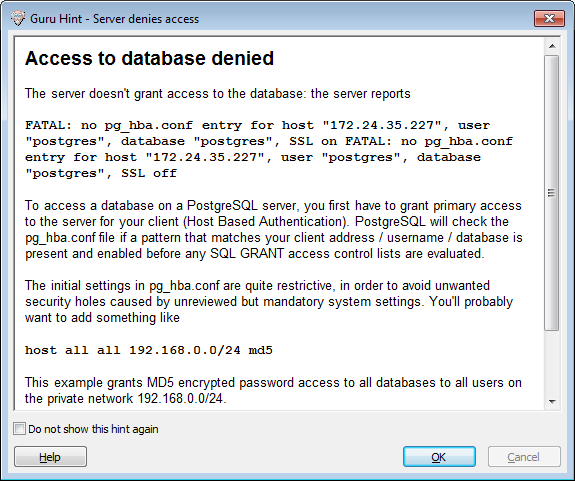 Guru Hint - Server denies access
Access to database denied
The server doesn't grant access to the database: the server reports
FATAL: no pg_hba.conf entry for host "172.24.35.227", user
"postgres", database "postgres", SSL on FATAL: no pg_hba.conf
entry for host "172.24.35.227", user "postgres", database
"postgres", SSL off
To access a database on a PostgreSQL server, you first have to grant primary access
to the server for your client (Host Based Authentication). PostgreSQL will check the
pg_hba.conf file if a pattern that matches your client address / username / database is
present and enabled before any SQL GRANT access control lists are evaluated.
The initial settings in pg_hba.conf are quite restrictive, in order to avoid unwanted
security holes caused by unreviewed but mandatory system settings. You'll probably
want to add something like
host all all 192.168.0.0/24 md5
This example grants MD5 encrypted password access to all databases to all users on
the private network 192.168.0.0/24.
Do not show this hint again
Help
OK
Cancel